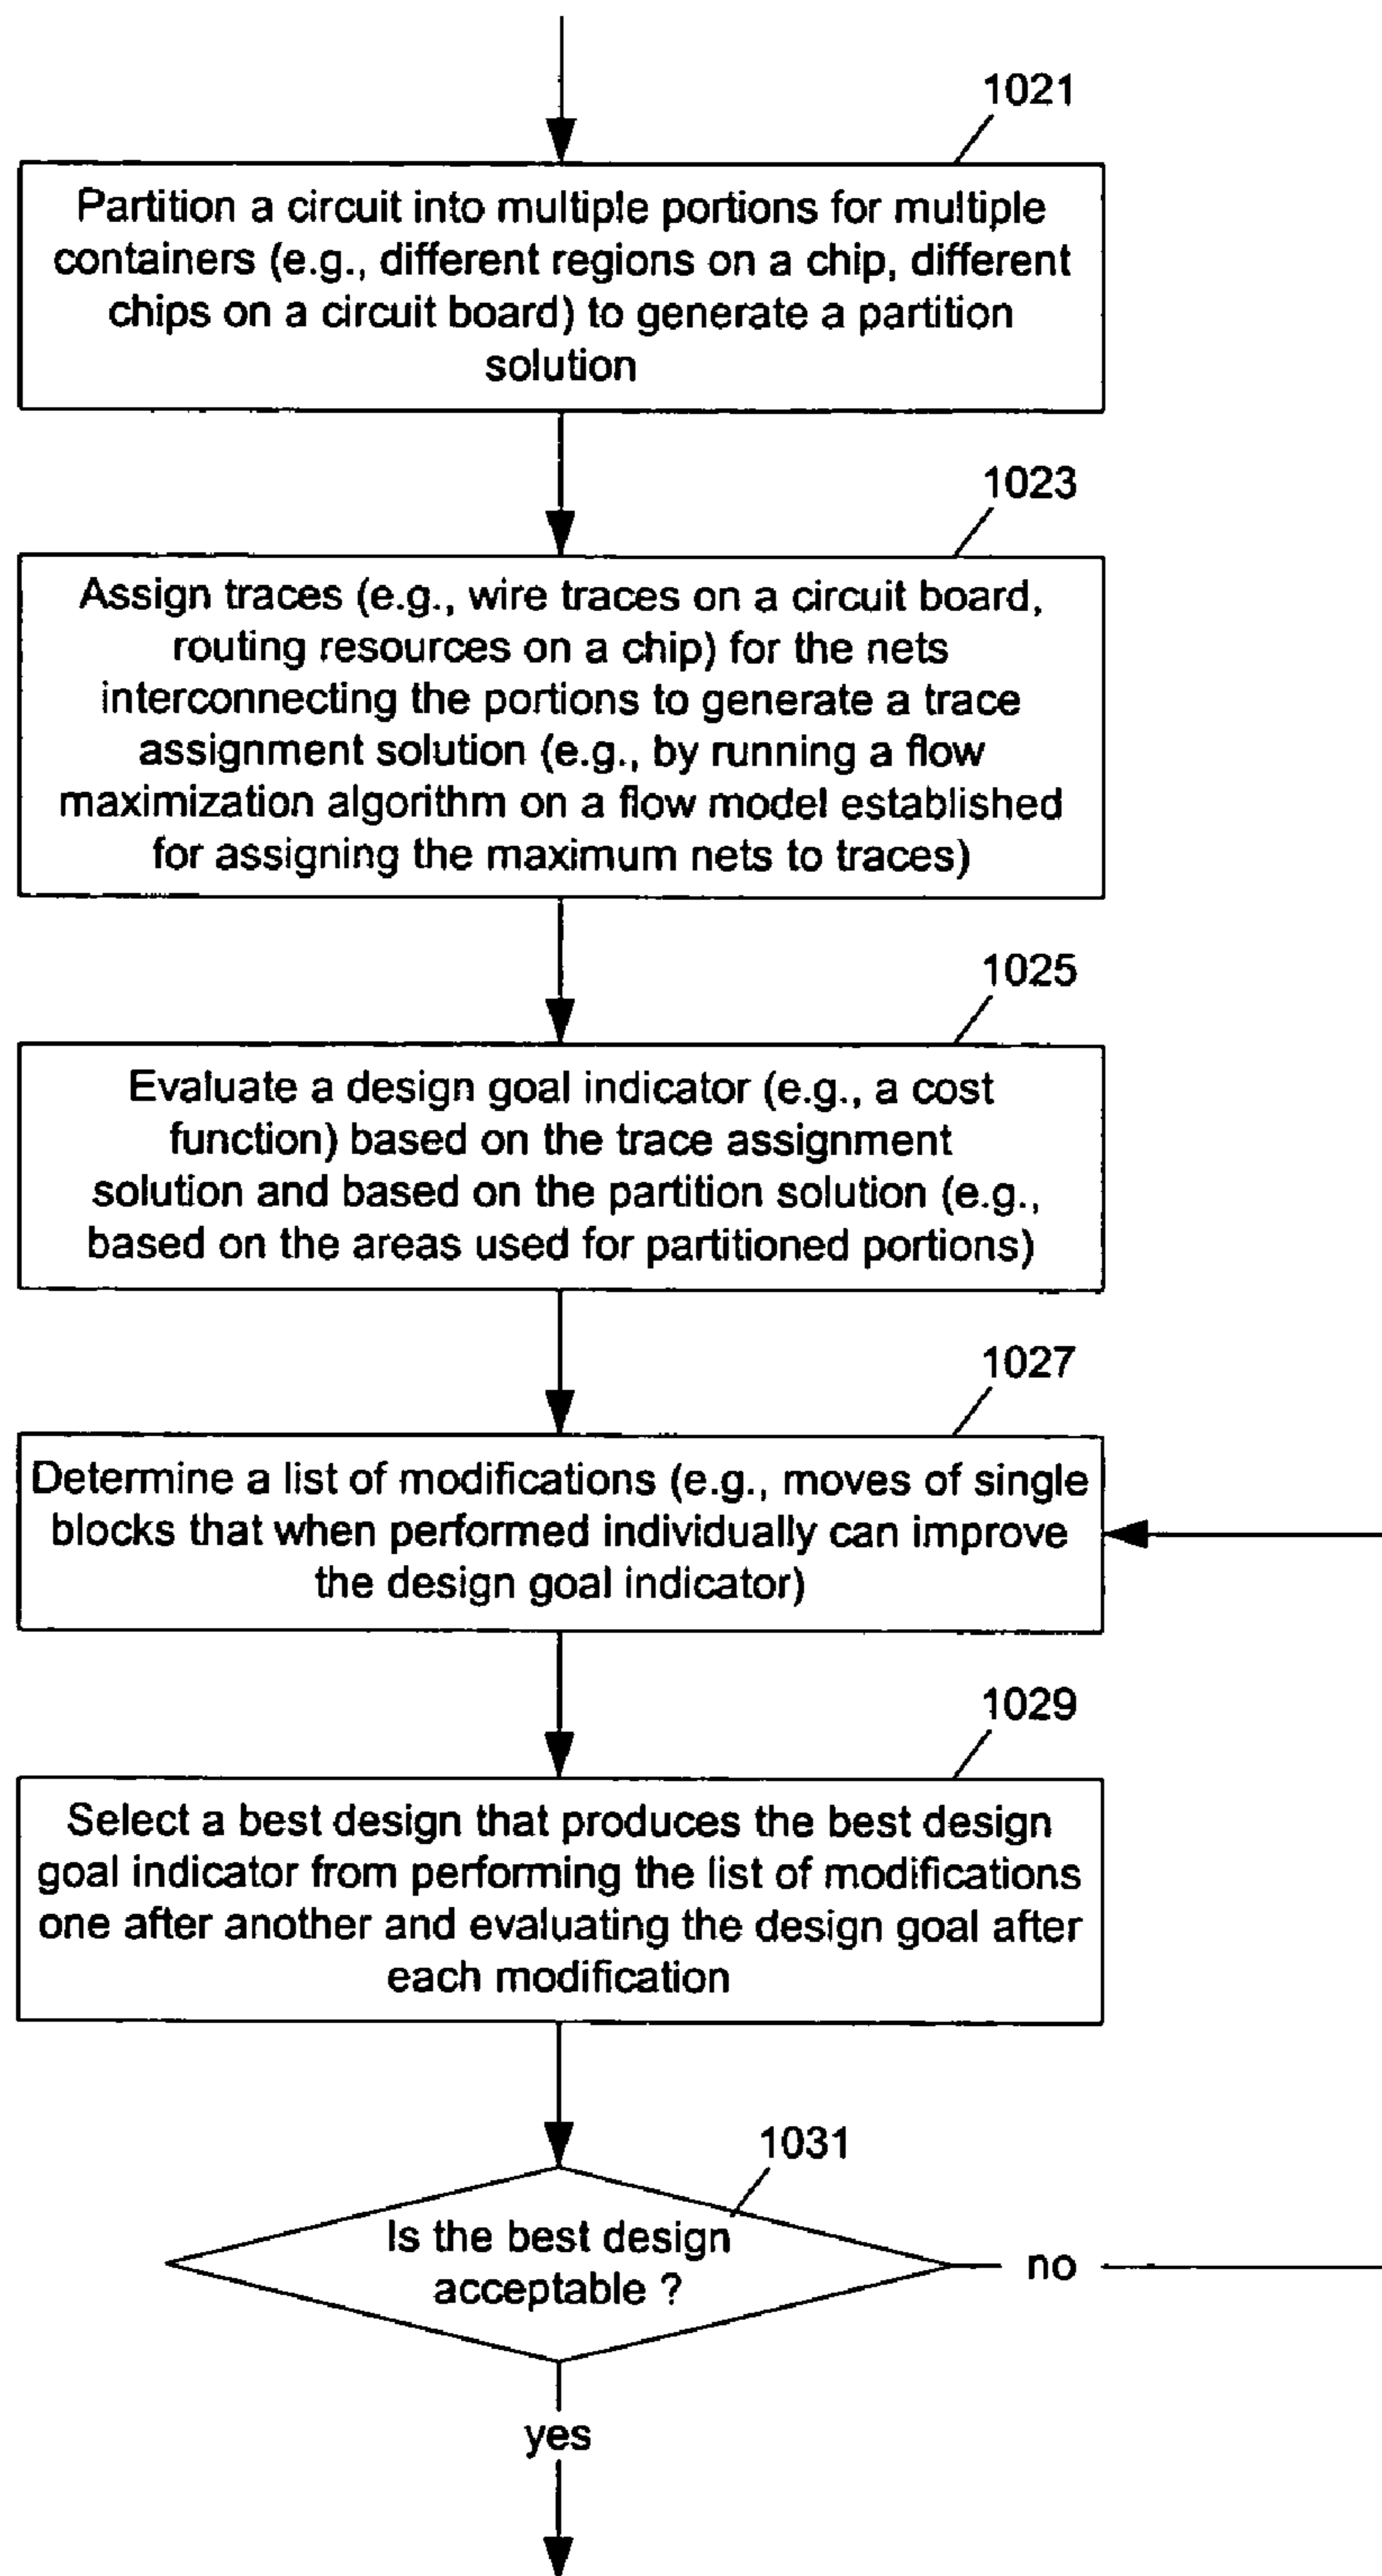 1021
Partition a circuit into multiple portions for multiple
containers (e.g., different regions on a chip, different
chips on a circuit board) to generate a partition
solution
1023
Assign traces (e.g., wire traces on a circuit board,
routing resources on a chip) for the nets
interconnecting the portions to generate a trace
assignment solution (e.g., by running a flow
maximization algorithm on a flow model established
for assigning the maximum nets to traces)
1025
Evaluate a design goal indicator (e.g., a cost
function) based on the trace assignment
solution and based on the partition solution (e.g.,
based on the areas used for partitioned portions)
1027
Determine a list of modifications (e.g., moves of single
blocks that when performed individually can improve
the design goal indicator)
1029
Select a best design that produces the best design
goal indicator from performing the list of modifications
one after another and evaluating the design goal after
each modification
1031
Is the best design
acceptable ?
no
yes